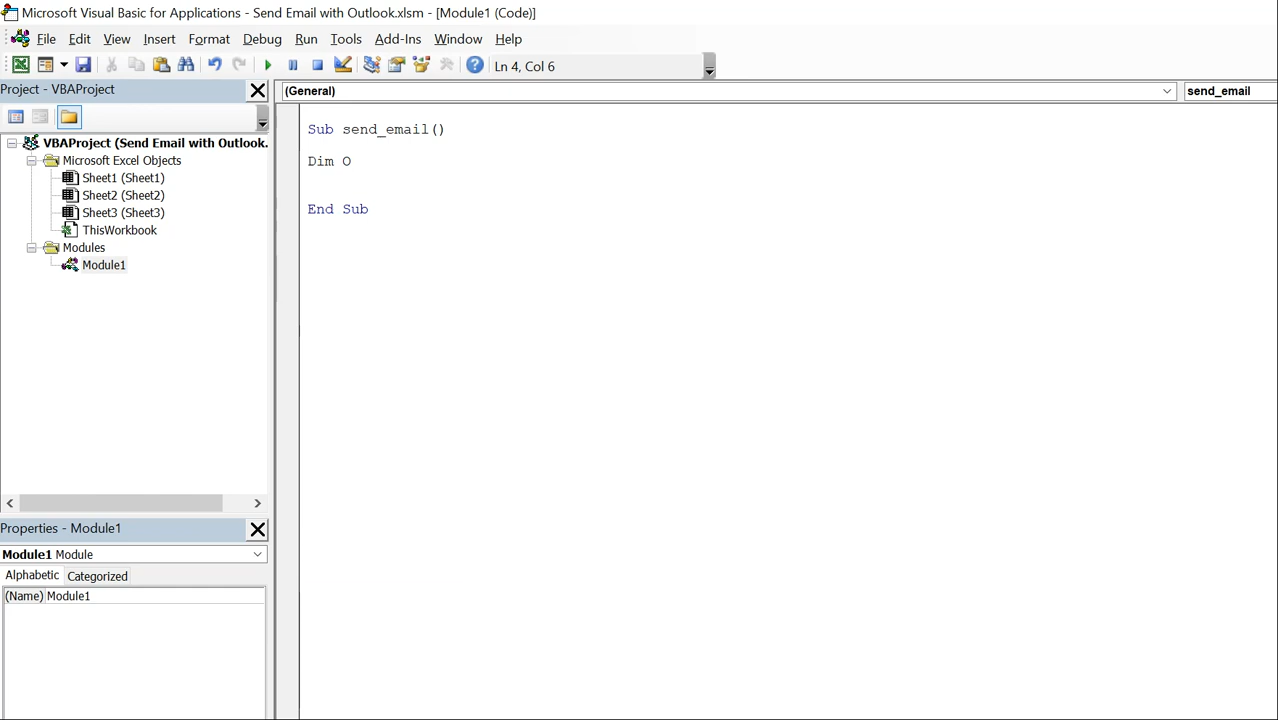 Microsoft Visual Basic for Applications - Send Email with Outlook.xlsm - [Module1 (Code)]
File Edit View Insert Format Debug Run Tools Add-Ins Window Help
Ln 4, Col 6
Project - VBAProject
(General)
send_email
VBAProject (Send Email with Outlook.
Microsoft Excel Objects
Sheet1 (Sheet1)
Sheet2 (Sheet2)
Sheet3 (Sheet3)
ThisWorkbook
Modules
Module1
Sub send_email()
Dim O
End Sub
Properties - Module1
Module1 Module
Alphabetic Categorized
(Name) Module1